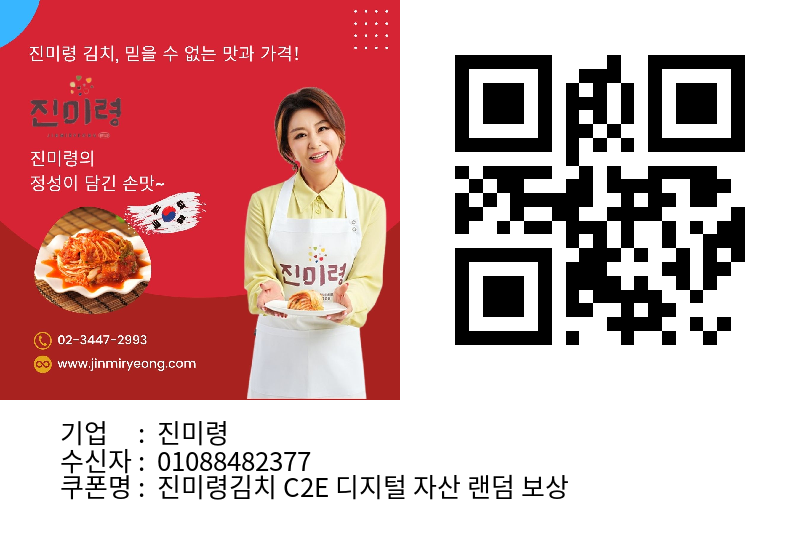 진미령 김치, 믿을 수 없는 맛과 가격!
진미령
진미령의
정성이 담긴 손맛~
진미령
02-3447-2993
www.jinmiryeong.com
기업 : 진미령
수신자 : 01088482377
쿠폰명 : 진미령김치 C2E 디지털 자산 랜덤 보상